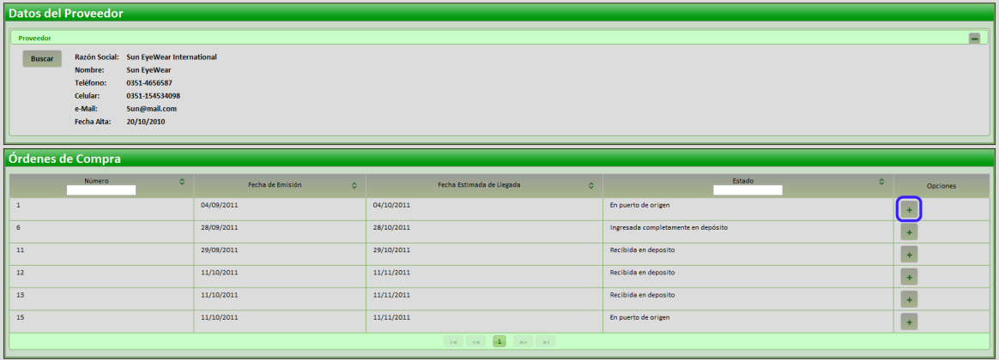 Datos del Proveedor
Proveedor
Buscar
Razón Social: Sun EyeWear International
Nombre: Sun EyeWear
Teléfono: 0351-4656587
Celular: 0351-154534098
e-Mail: Sun@mail.com
Fecha Alta: 20/10/2010
Órdenes de Compra
Número Fecha de Emisión Fecha Estimada de Llegada Estado Opciones
1 04/09/2011 04/10/2011 En puerto de origen +
6 28/09/2011 28/10/2011 Ingresada completamente en depósito +
11 29/09/2011 29/10/2011 Recibida en deposito +
12 11/10/2011 11/11/2011 Recibida en deposito +
13 11/10/2011 11/11/2011 Recibida en deposito +
15 11/10/2011 11/11/2011 En puerto de origen +
1